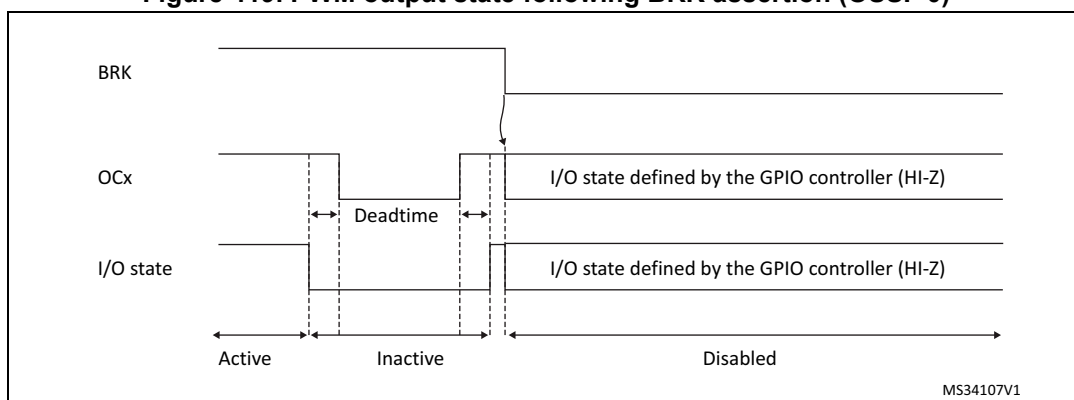 BRK
OCx
I/O state defined by the GPIO controller (HI-Z)
Deadtime
I/O state
I/O state defined by the GPIO controller (HI-Z)
Active
Inactive
Disabled
MS34107V1